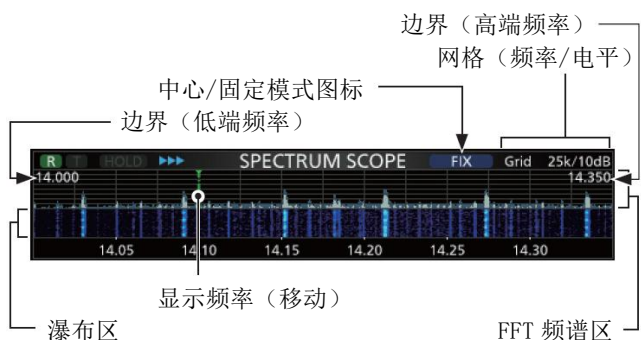 边界（高端频率）
网格（频率/电平）
中心/固定模式图标
边界（低端频率）
R T HOLD SPECTRUM SCOPE FIX Grid 25k/10dB
14.000 14.350
14.05 14.10 14.15 14.20 14.25 14.30
显示频率（移动）
瀑布区 FFT 频谱区